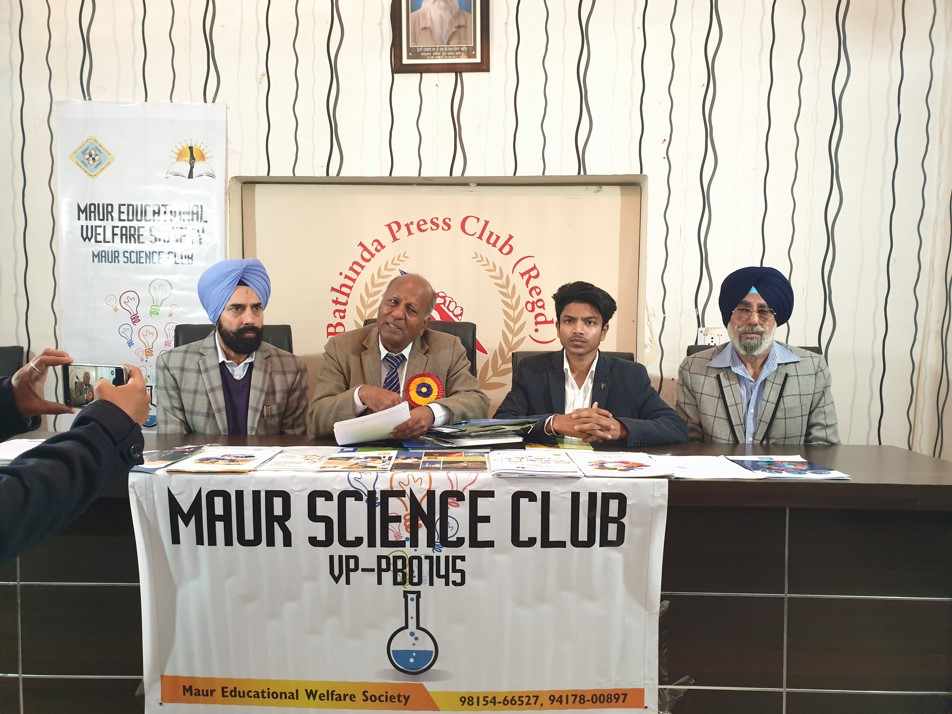 MAUR EDUCATIONAL
WELFARE SOCIETY
MAUR SCIENCE CLUB
Bathinda Press Club (Regd.)
MAUR SCIENCE CLUB
VP-PB0145
Maur Educational Welfare Society 98154-66527, 94178-00897